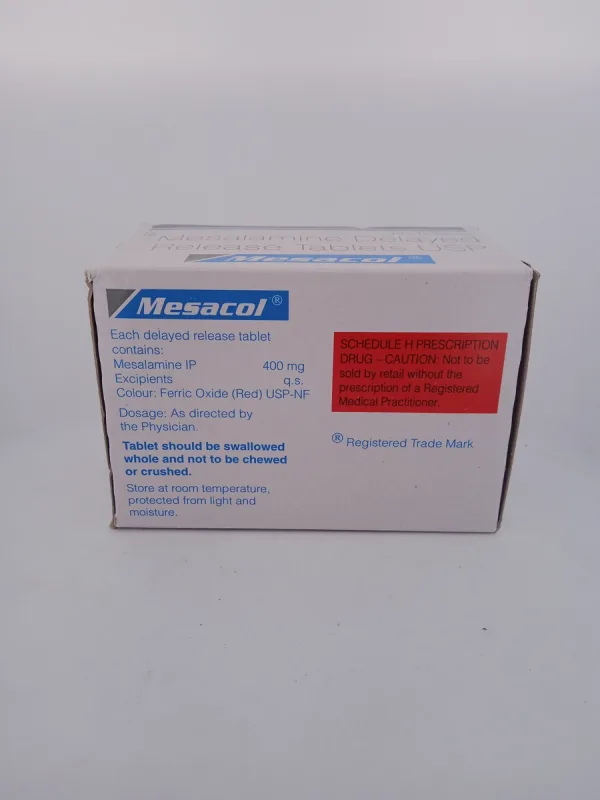 Mesalamine Delayed
Release Tablets USP
Mesacol®
Mesacol®
Each delayed release tablet
contains:
Mesalamine IP 400 mg
Excipients q.s.
Colour: Ferric Oxide (Red) USP-NF
Dosage: As directed by
the Physician.
Tablet should be swallowed
whole and not to be chewed
or crushed.
Store at room temperature,
protected from light and
moisture.
SCHEDULE H PRESCRIPTION
DRUG – CAUTION: Not to be
sold by retail without the
prescription of a Registered
Medical Practitioner.
® Registered Trade Mark